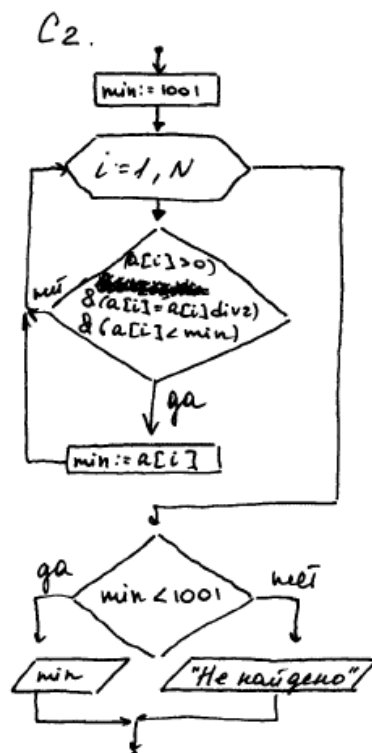 C2.
min:=1001
i=1, N
(a[i]>0)
&(a[i]=a[i]div2)
&(a[i]<min)
нет
да
min:=a[i]
min<1001
да
нет
min
"Не найдено"